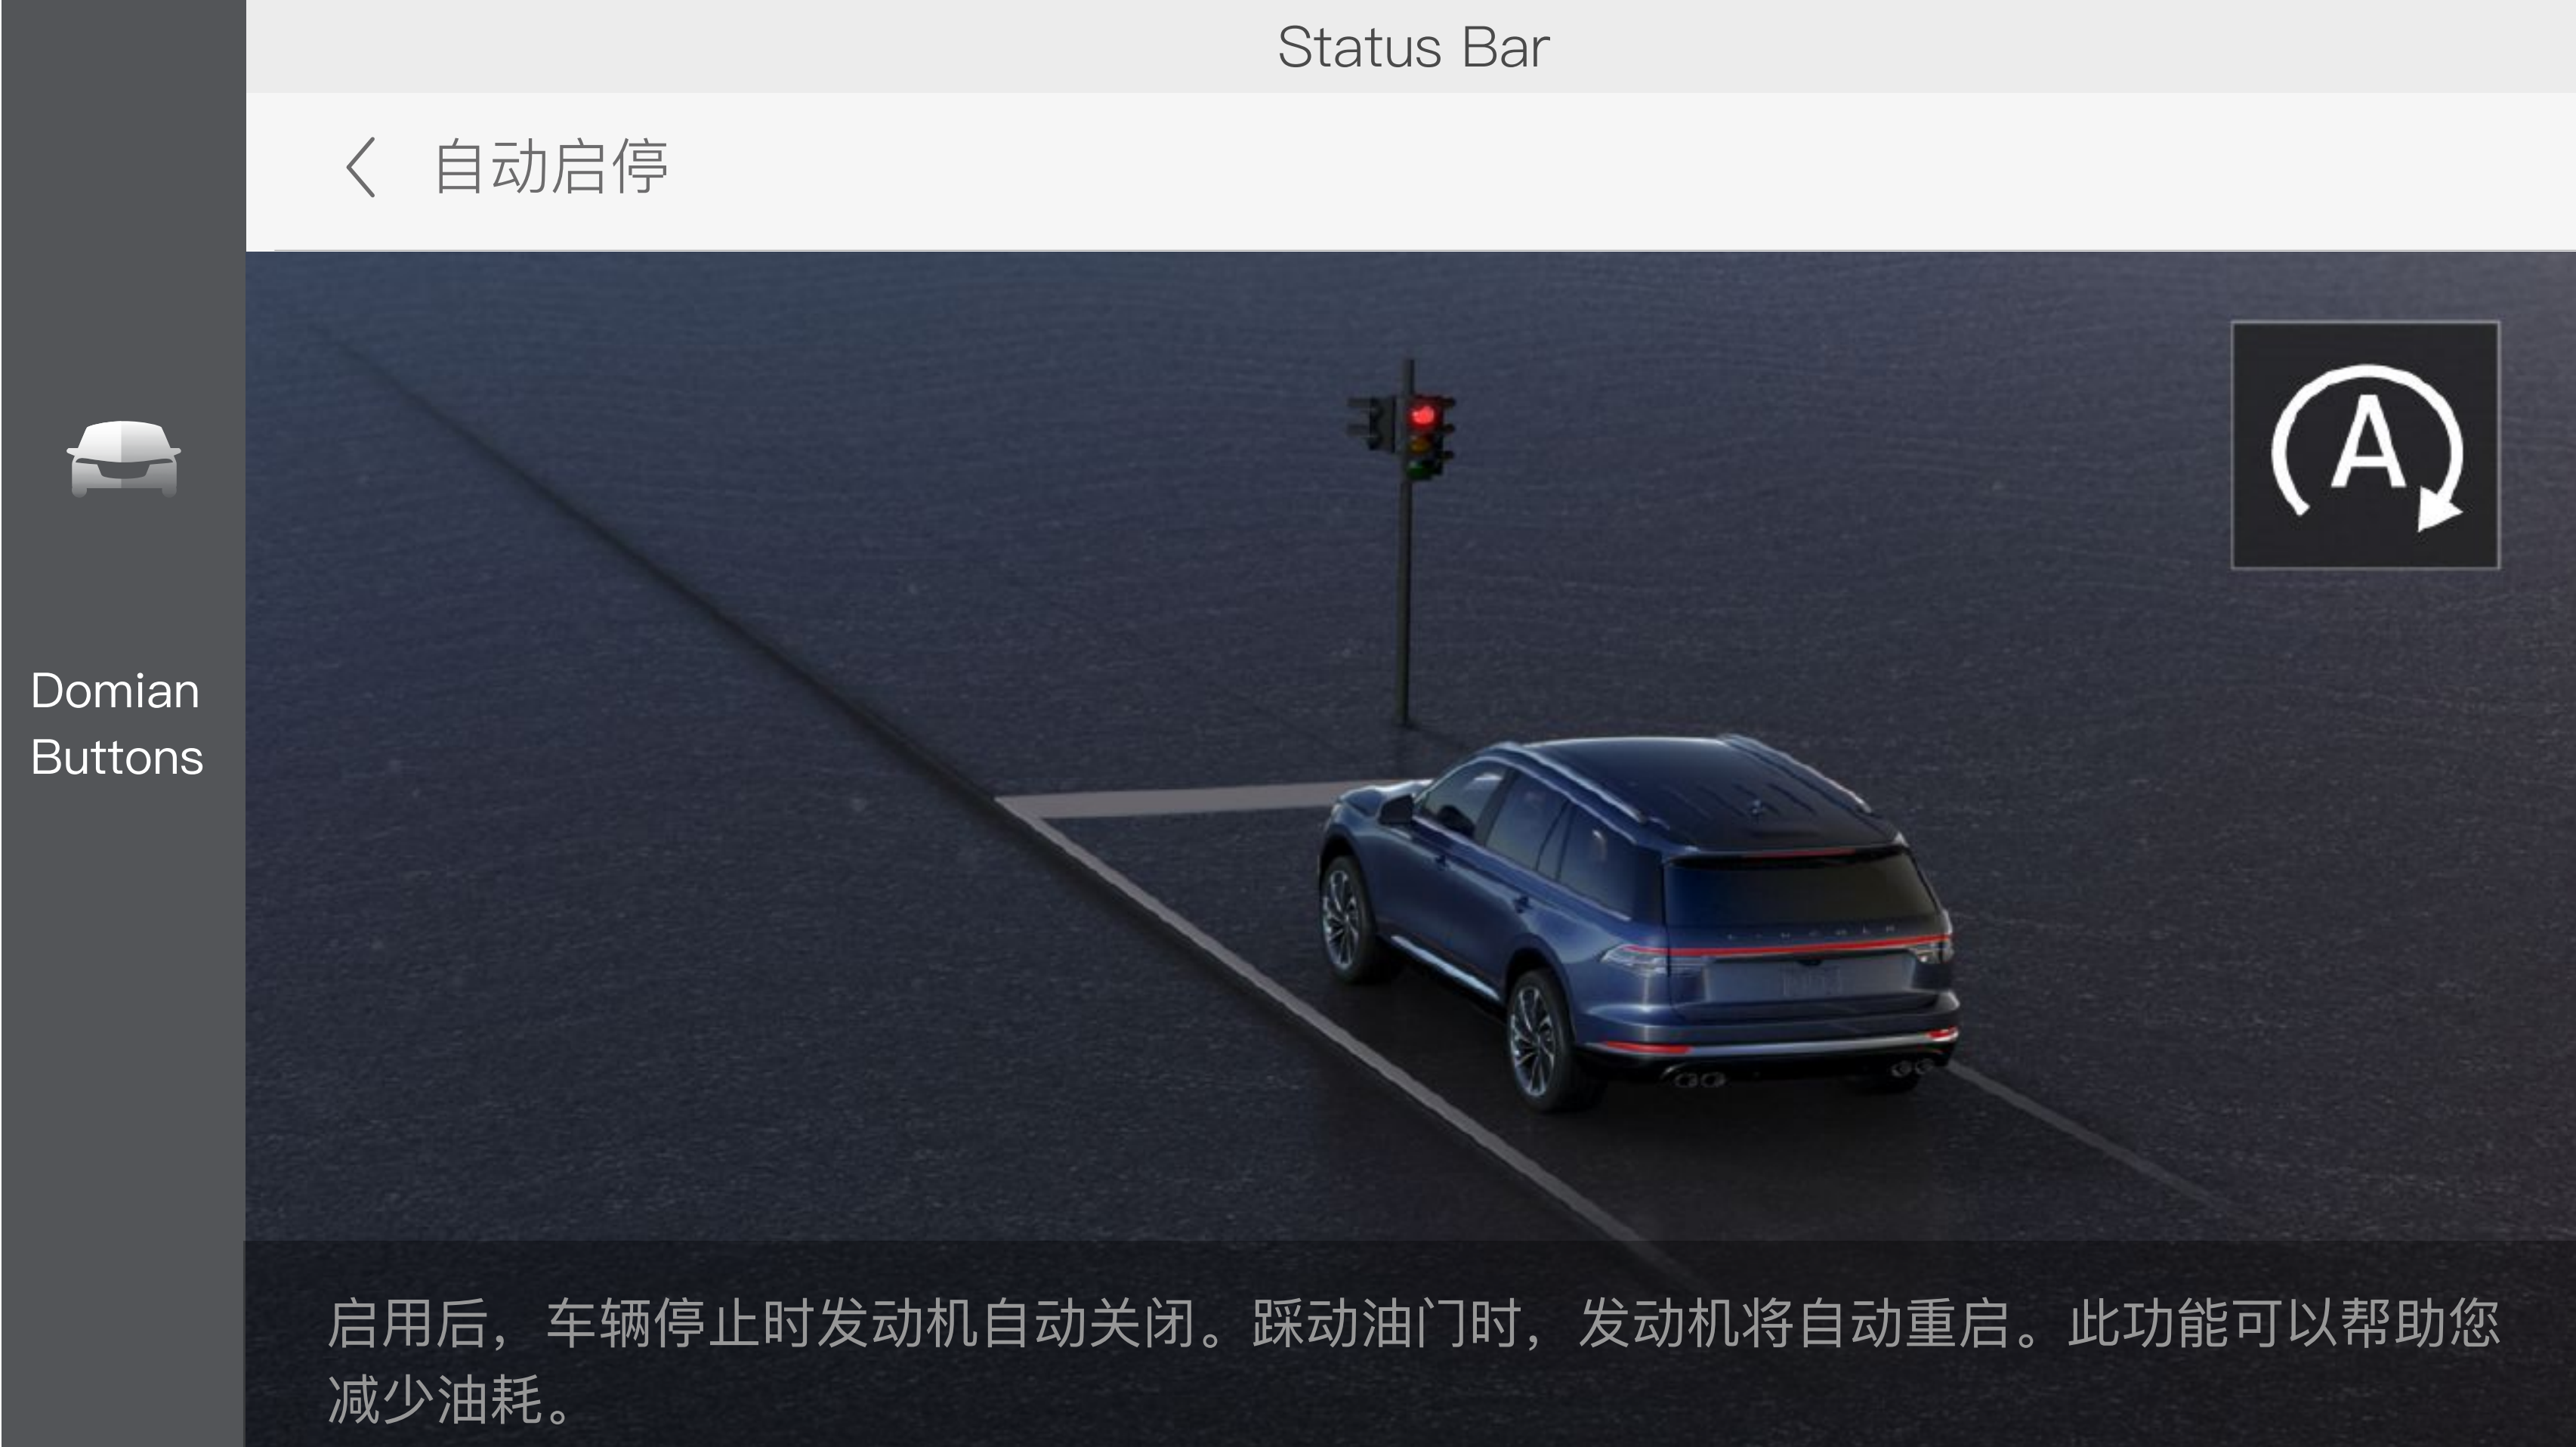 Status Bar
自动启停
A
Domian
Buttons
启用后，车辆停止时发动机自动关闭。踩动油门时，发动机将自动重启。此功能可以帮助您
减少油耗。